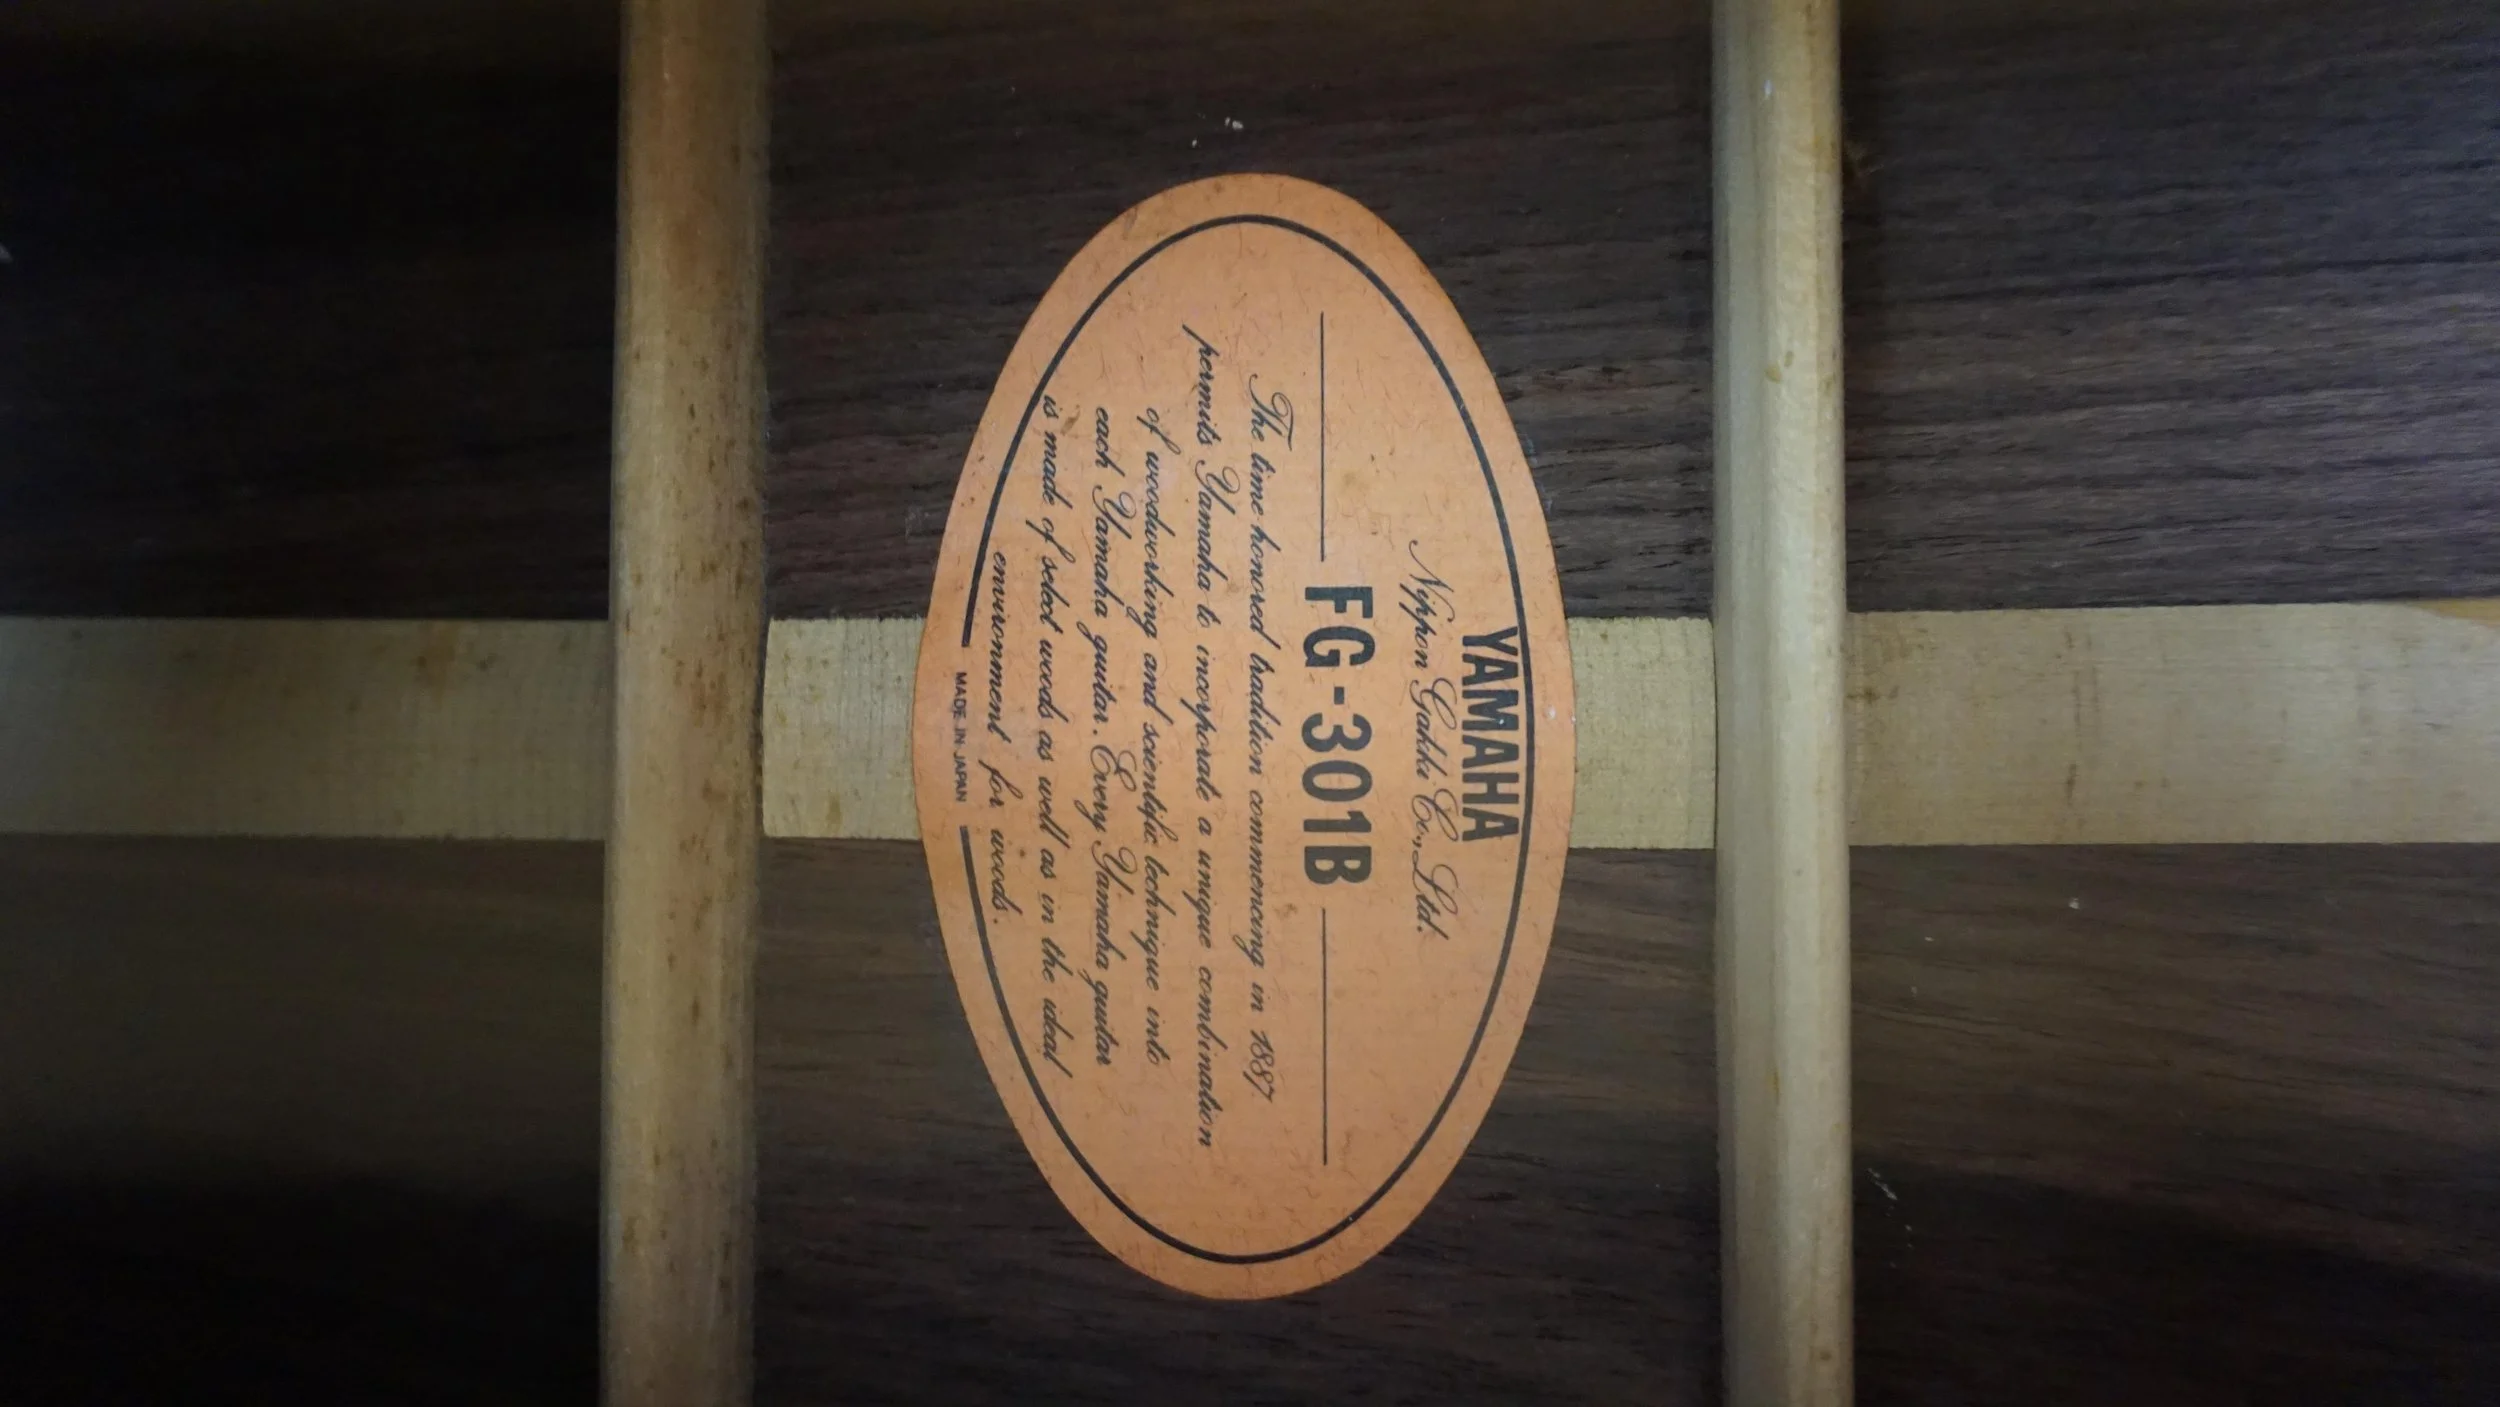 YAMAHA
Nippon Gakki Co., Ltd.
FG-301B
The time honored tradition commencing in 1887
permits Yamaha to incorporate a unique combination
of woodworking and scientific technique into
each Yamaha guitar. Every Yamaha guitar
is made of select woods as well as in the ideal
environment for woods.
MADE IN JAPAN